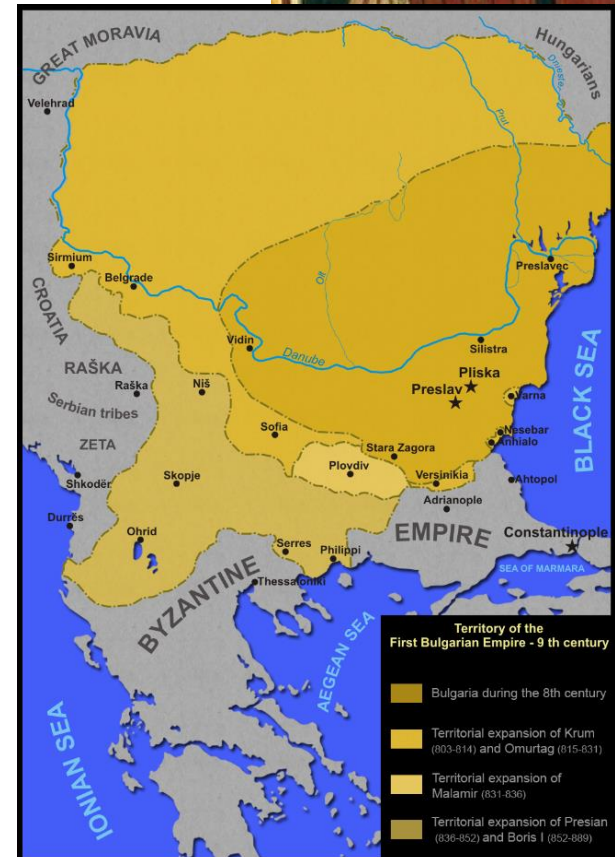 GREAT MORAVIA
Hungarians
Dnieste
Velehrad
Prut
Sirmium
Belgrade
Preslavec
CROATIA
Olt
Vidin
Danube
Silistra
RAŠKA
Raška
Niš
Pliska
Preslav
Varna
Serbian tribes
BLACK SEA
Sofia
Nesebar
Anhialo
ZETA
Stara Zagora
Plovdiv
Shkodër
Skopje
Versinikia
Ahtopol
Adrianople
Durrës
Ohrid
EMPIRE
Constantinople
Serres
Philippi
SEA OF MARMARA
BYZANTINE
Thessaloniki
AEGEAN SEA
IONIAN SEA
Territory of the
First Bulgarian Empire - 9 th century
Bulgaria during the 8th century
Territorial expansion of Krum
(803-814) and Omurtag (815-831)
Territorial expansion of
Malamir (831-836)
Territorial expansion of Presian
(836-852) and Boris I (852-889)